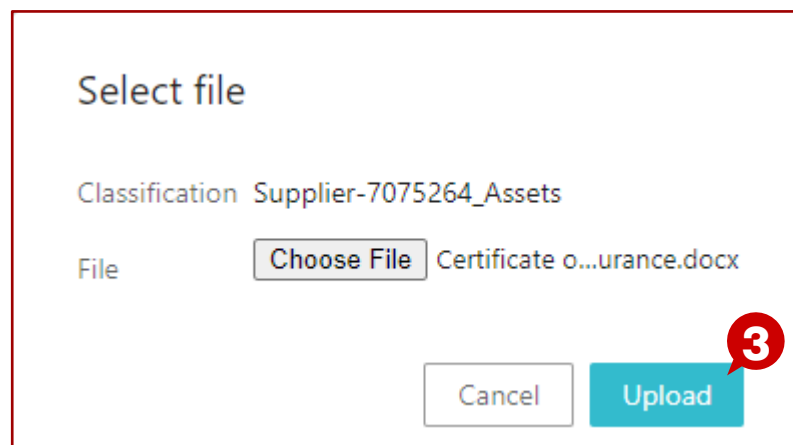 Select file
Classification Supplier-7075264_Assets
File Choose File Certificate o...urance.docx
3
Cancel Upload